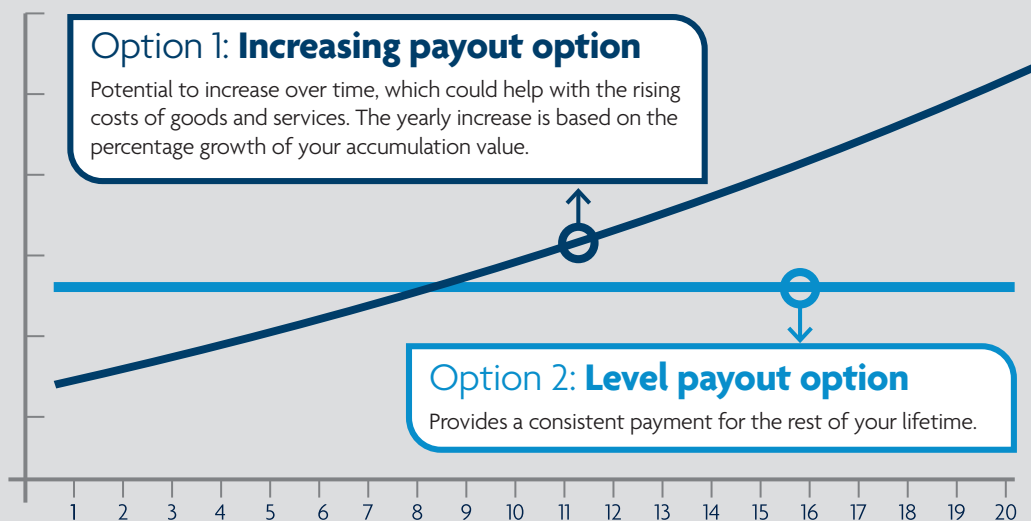 Option 1: Increasing payout option
Potential to increase over time, which could help with the rising
costs of goods and services. The yearly increase is based on the
percentage growth of your accumulation value.
Option 2: Level payout option
Provides a consistent payment for the rest of your lifetime.
1 2 3 4 5 6 7 8 9 10 11 12 13 14 15 16 17 18 19 20